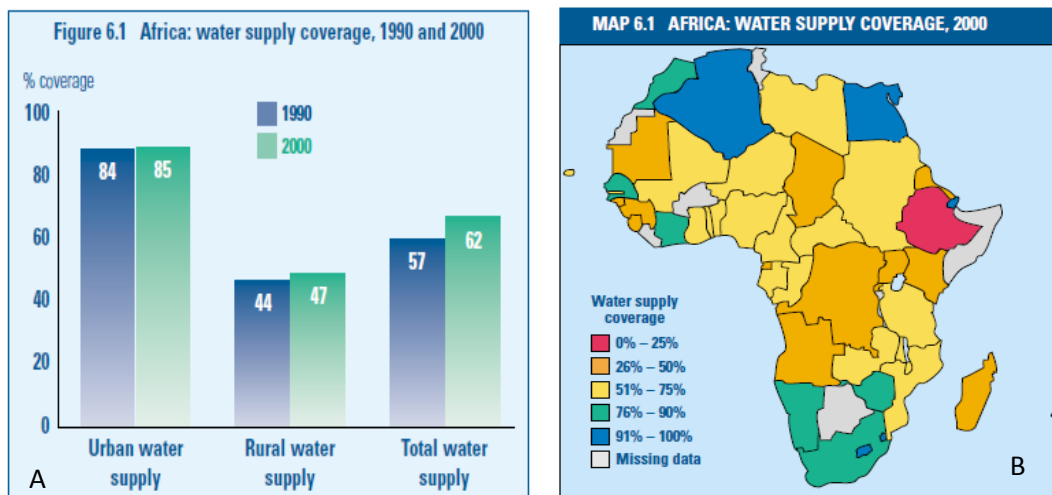 Figure 6.1 Africa: water supply coverage, 1990 and 2000
% coverage
100
80
60
40
20
0
1990
2000
84
85
44
47
57
62
Urban water
supply
Rural water
supply
Total water
supply
A
MAP 6.1 AFRICA: WATER SUPPLY COVERAGE, 2000
Water supply
coverage
0% – 25%
26% – 50%
51% – 75%
76% – 90%
91% – 100%
Missing data
B